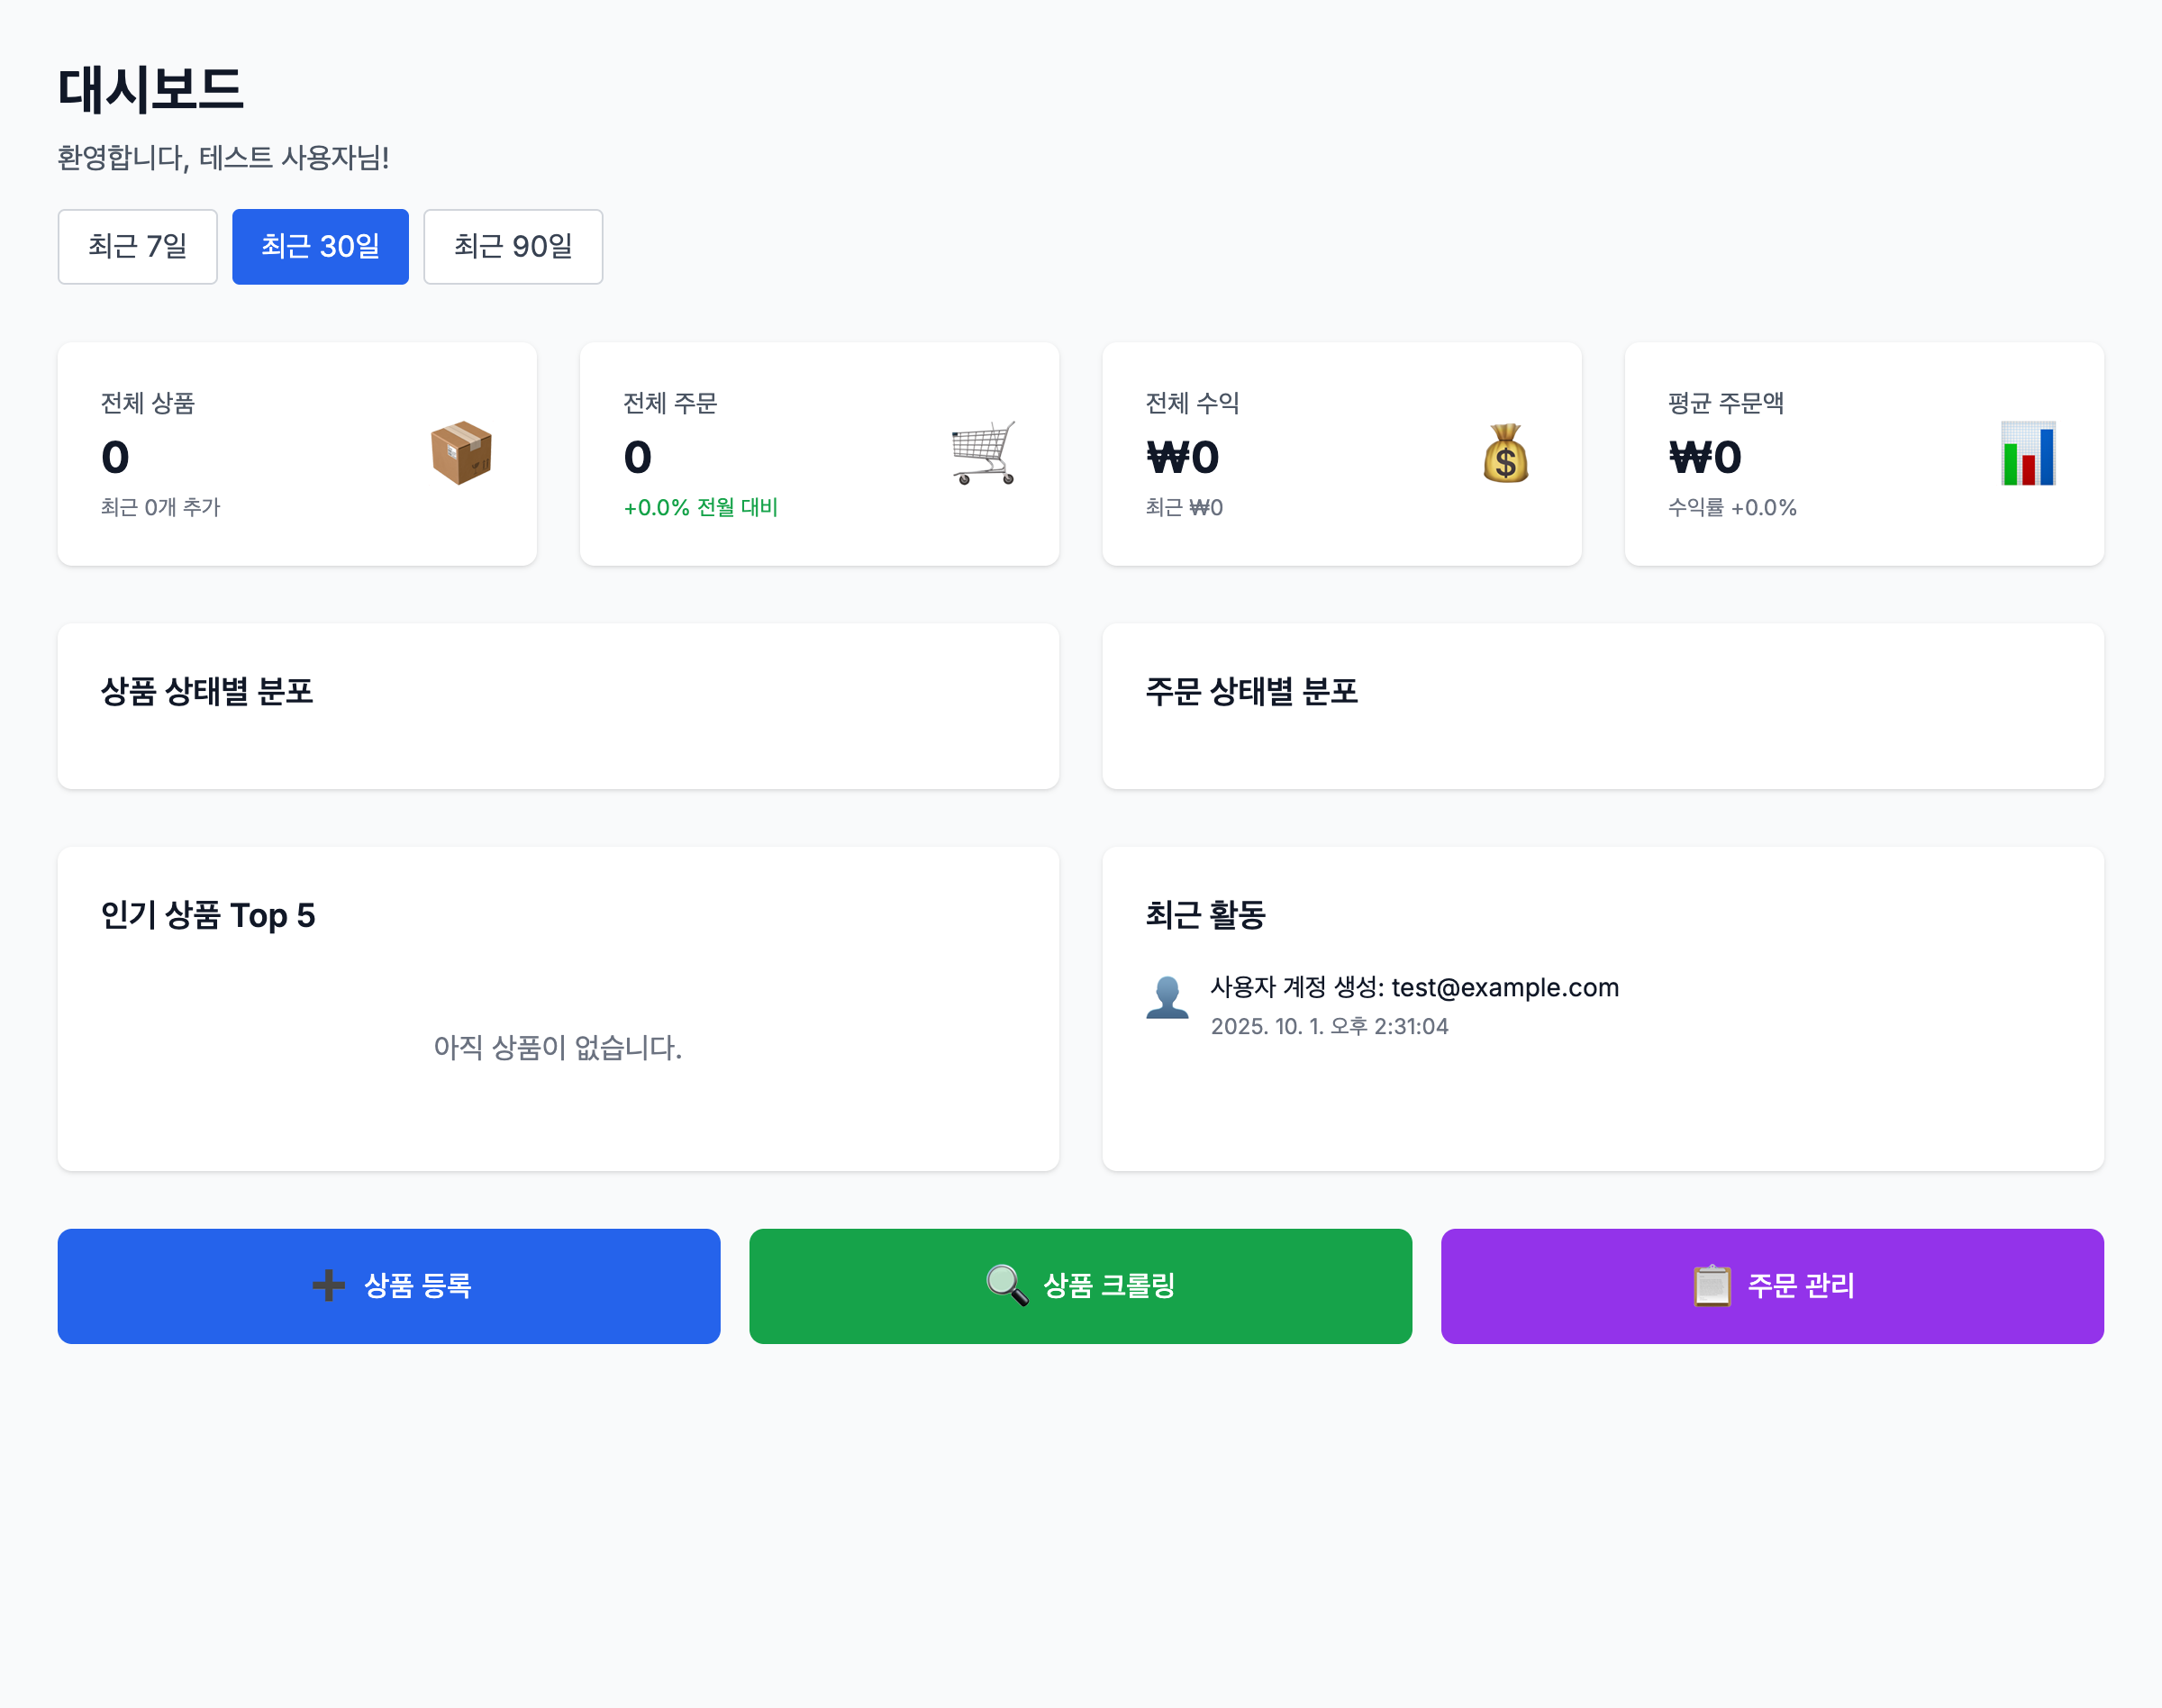 대시보드
환영합니다, 테스트 사용자님!
최근 7일
최근 30일
최근 90일
전체 상품
0
최근 0개 추가
전체 주문
0
+0.0% 전월 대비
전체 수익
₩0
최근 ₩0
평균 주문액
₩0
수익률 +0.0%
상품 상태별 분포
주문 상태별 분포
인기 상품 Top 5
아직 상품이 없습니다.
최근 활동
사용자 계정 생성: test@example.com
2025. 10. 1. 오후 2:31:04
상품 등록
상품 크롤링
주문 관리